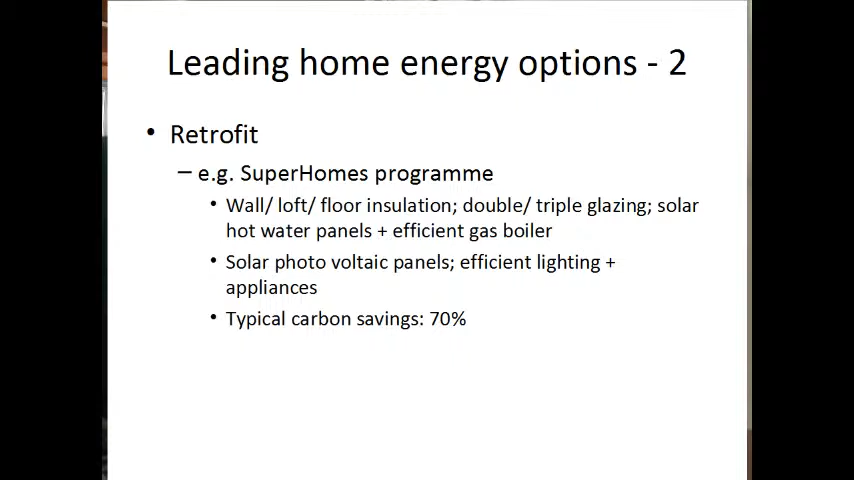 Leading home energy options - 2
• Retrofit
– e.g. SuperHomes programme
• Wall/ loft/ floor insulation; double/ triple glazing; solar
hot water panels + efficient gas boiler
• Solar photo voltaic panels; efficient lighting +
appliances
• Typical carbon savings: 70%